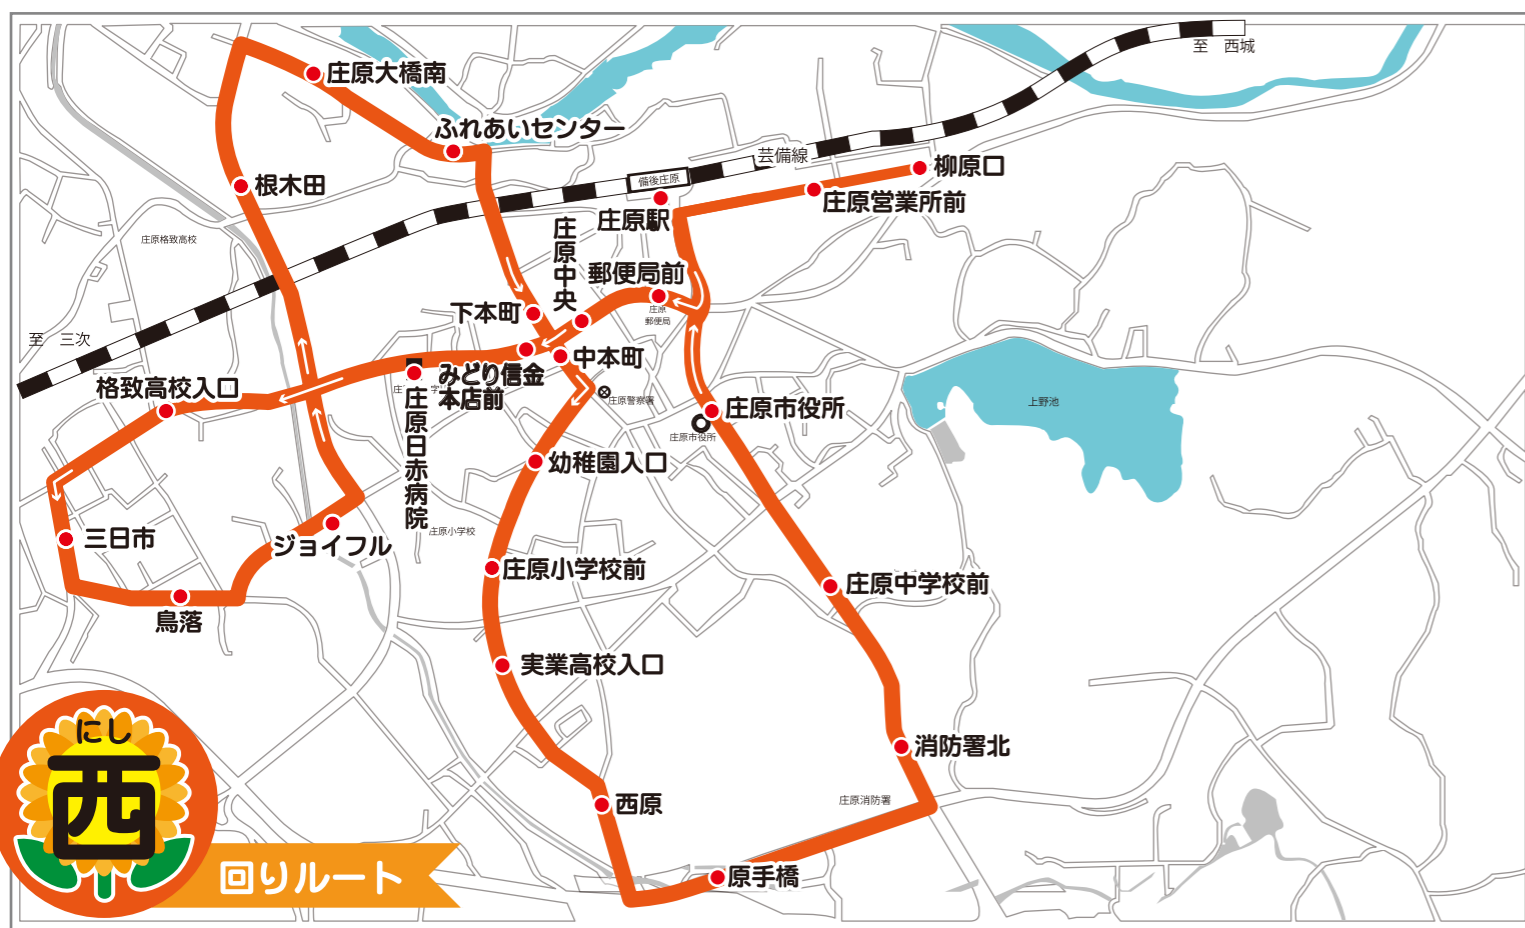 至　西城
庄原大橋南
ふれあいセンター
芸備線
柳原口
備後庄原
根木田
庄原営業所前
庄原駅
庄原格致高校
庄原中央
郵便局前
庄原
郵便局
下本町
至　三次
中本町
みどり信金
本店前
格致高校入口
庄原警察署
上野池
庄原市役所
庄原市役所
庄原日赤病院
幼稚園入口
庄原小学校
三日市
ジョイフル
庄原小学校前
庄原中学校前
鳥落
実業高校入口
にし
西
消防署北
庄原消防署
西原
回りルート
原手橋